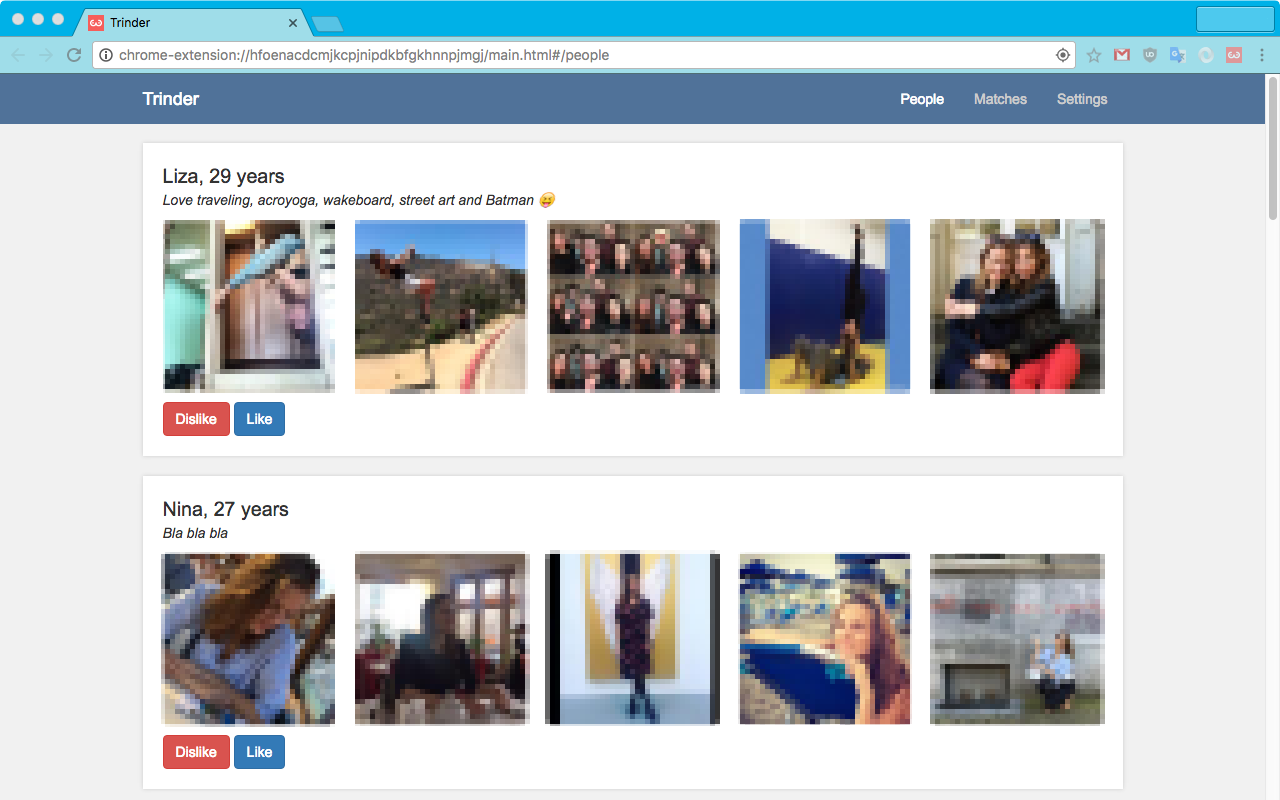 Trinder
chrome-extension://hfoenacdcmjkcpjnipdkbfgkhnnpjmgj/main.html#/people
Trinder People Matches Settings
Liza, 29 years
Love traveling, acroyoga, wakeboard, street art and Batman 😝
Dislike Like
Nina, 27 years
Bla bla bla
Dislike Like